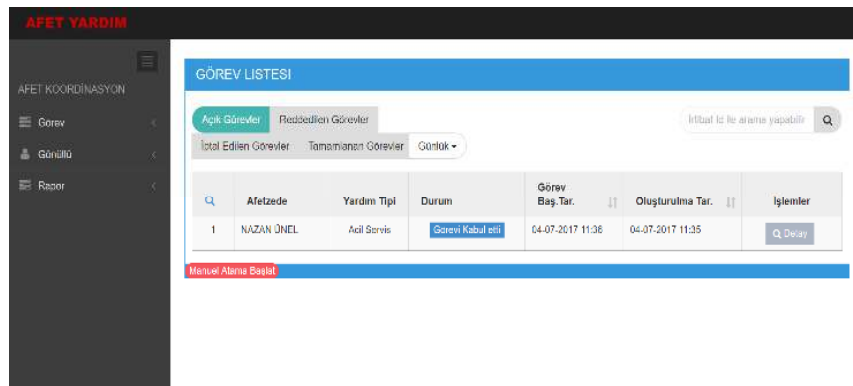 AFET YARDIM
AFET KOORDİNASYON
Görev
Gönüllü
Rapor
GÖREV LİSTESİ
Açık Görevler Reddedilen Görevler
İptal Edilen Görevler Tamamlanan Görevler Günlük
İrtibat Id ile arama yapabilir
Afetzede Yardım Tipi Durum Görev Baş.Tar. Oluşturulma Tar. İşlemler
1 NAZAN ÜNEL Acil Servis Görevi Kabul etti 04-07-2017 11:36 04-07-2017 11:35 Detay
Manuel Atama Başlat